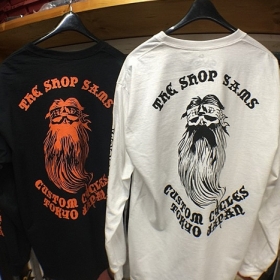 THE SHOP SAMS
CUSTOM CYCLES
TOKYO JAPAN
THE SHOP SAMS
CUSTOM CYCLES
TOKYO JAPAN